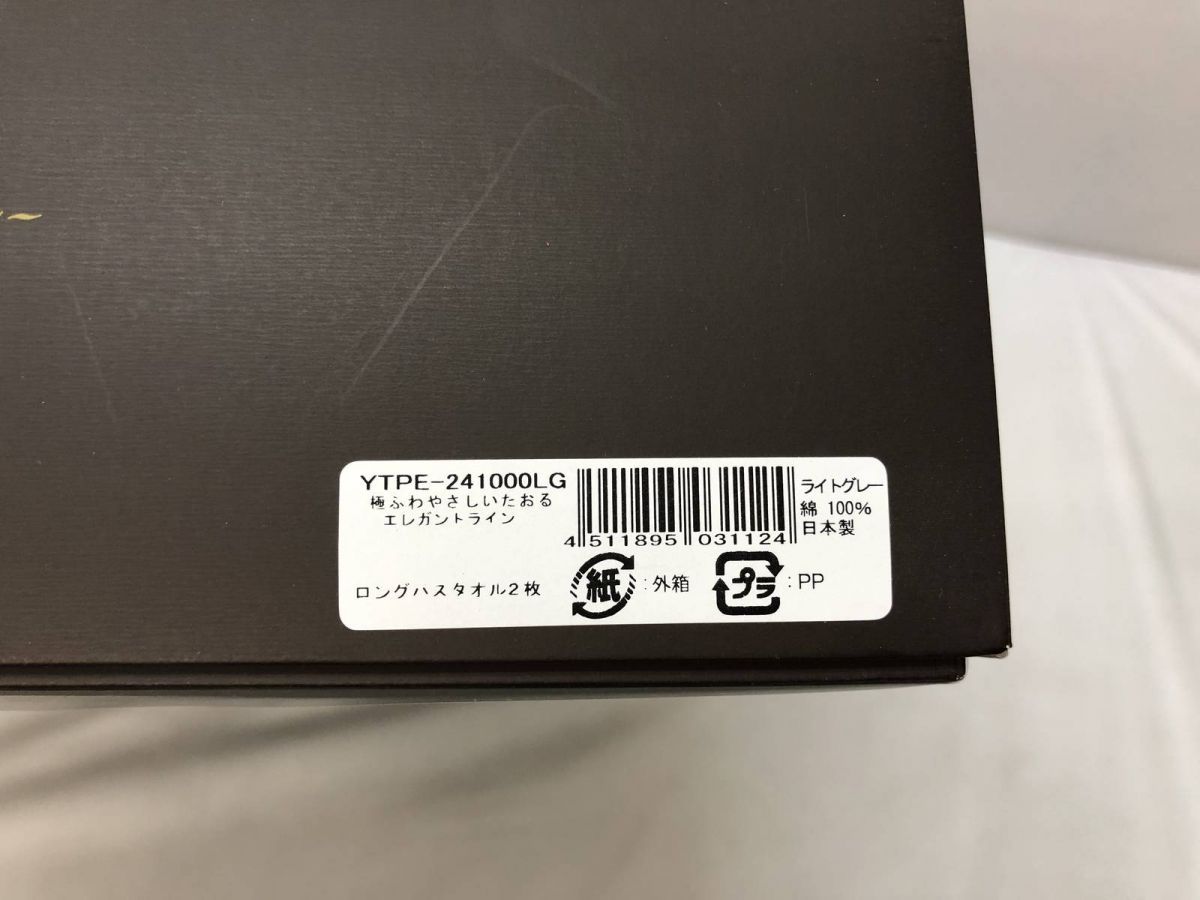 YTPE-241000LG
極ふわやさしいたおる
エレガントライン
ロングバスタオル2枚
4 511895 031124
ライトグレー
綿 100%
日本製
紙:外箱
プラ:PP